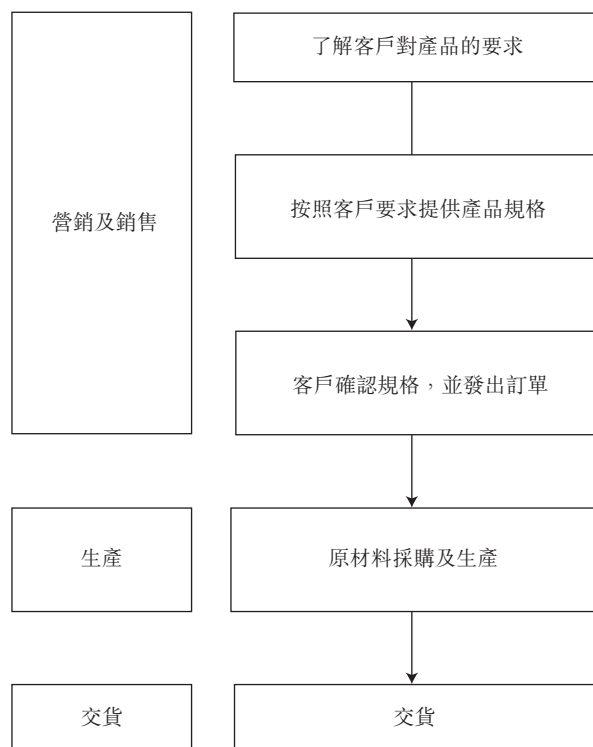 了解客戶對產品的要求
營銷及銷售
按照客戶要求提供產品規格
客戶確認規格，並發出訂單
生產
原材料採購及生產
交貨
交貨